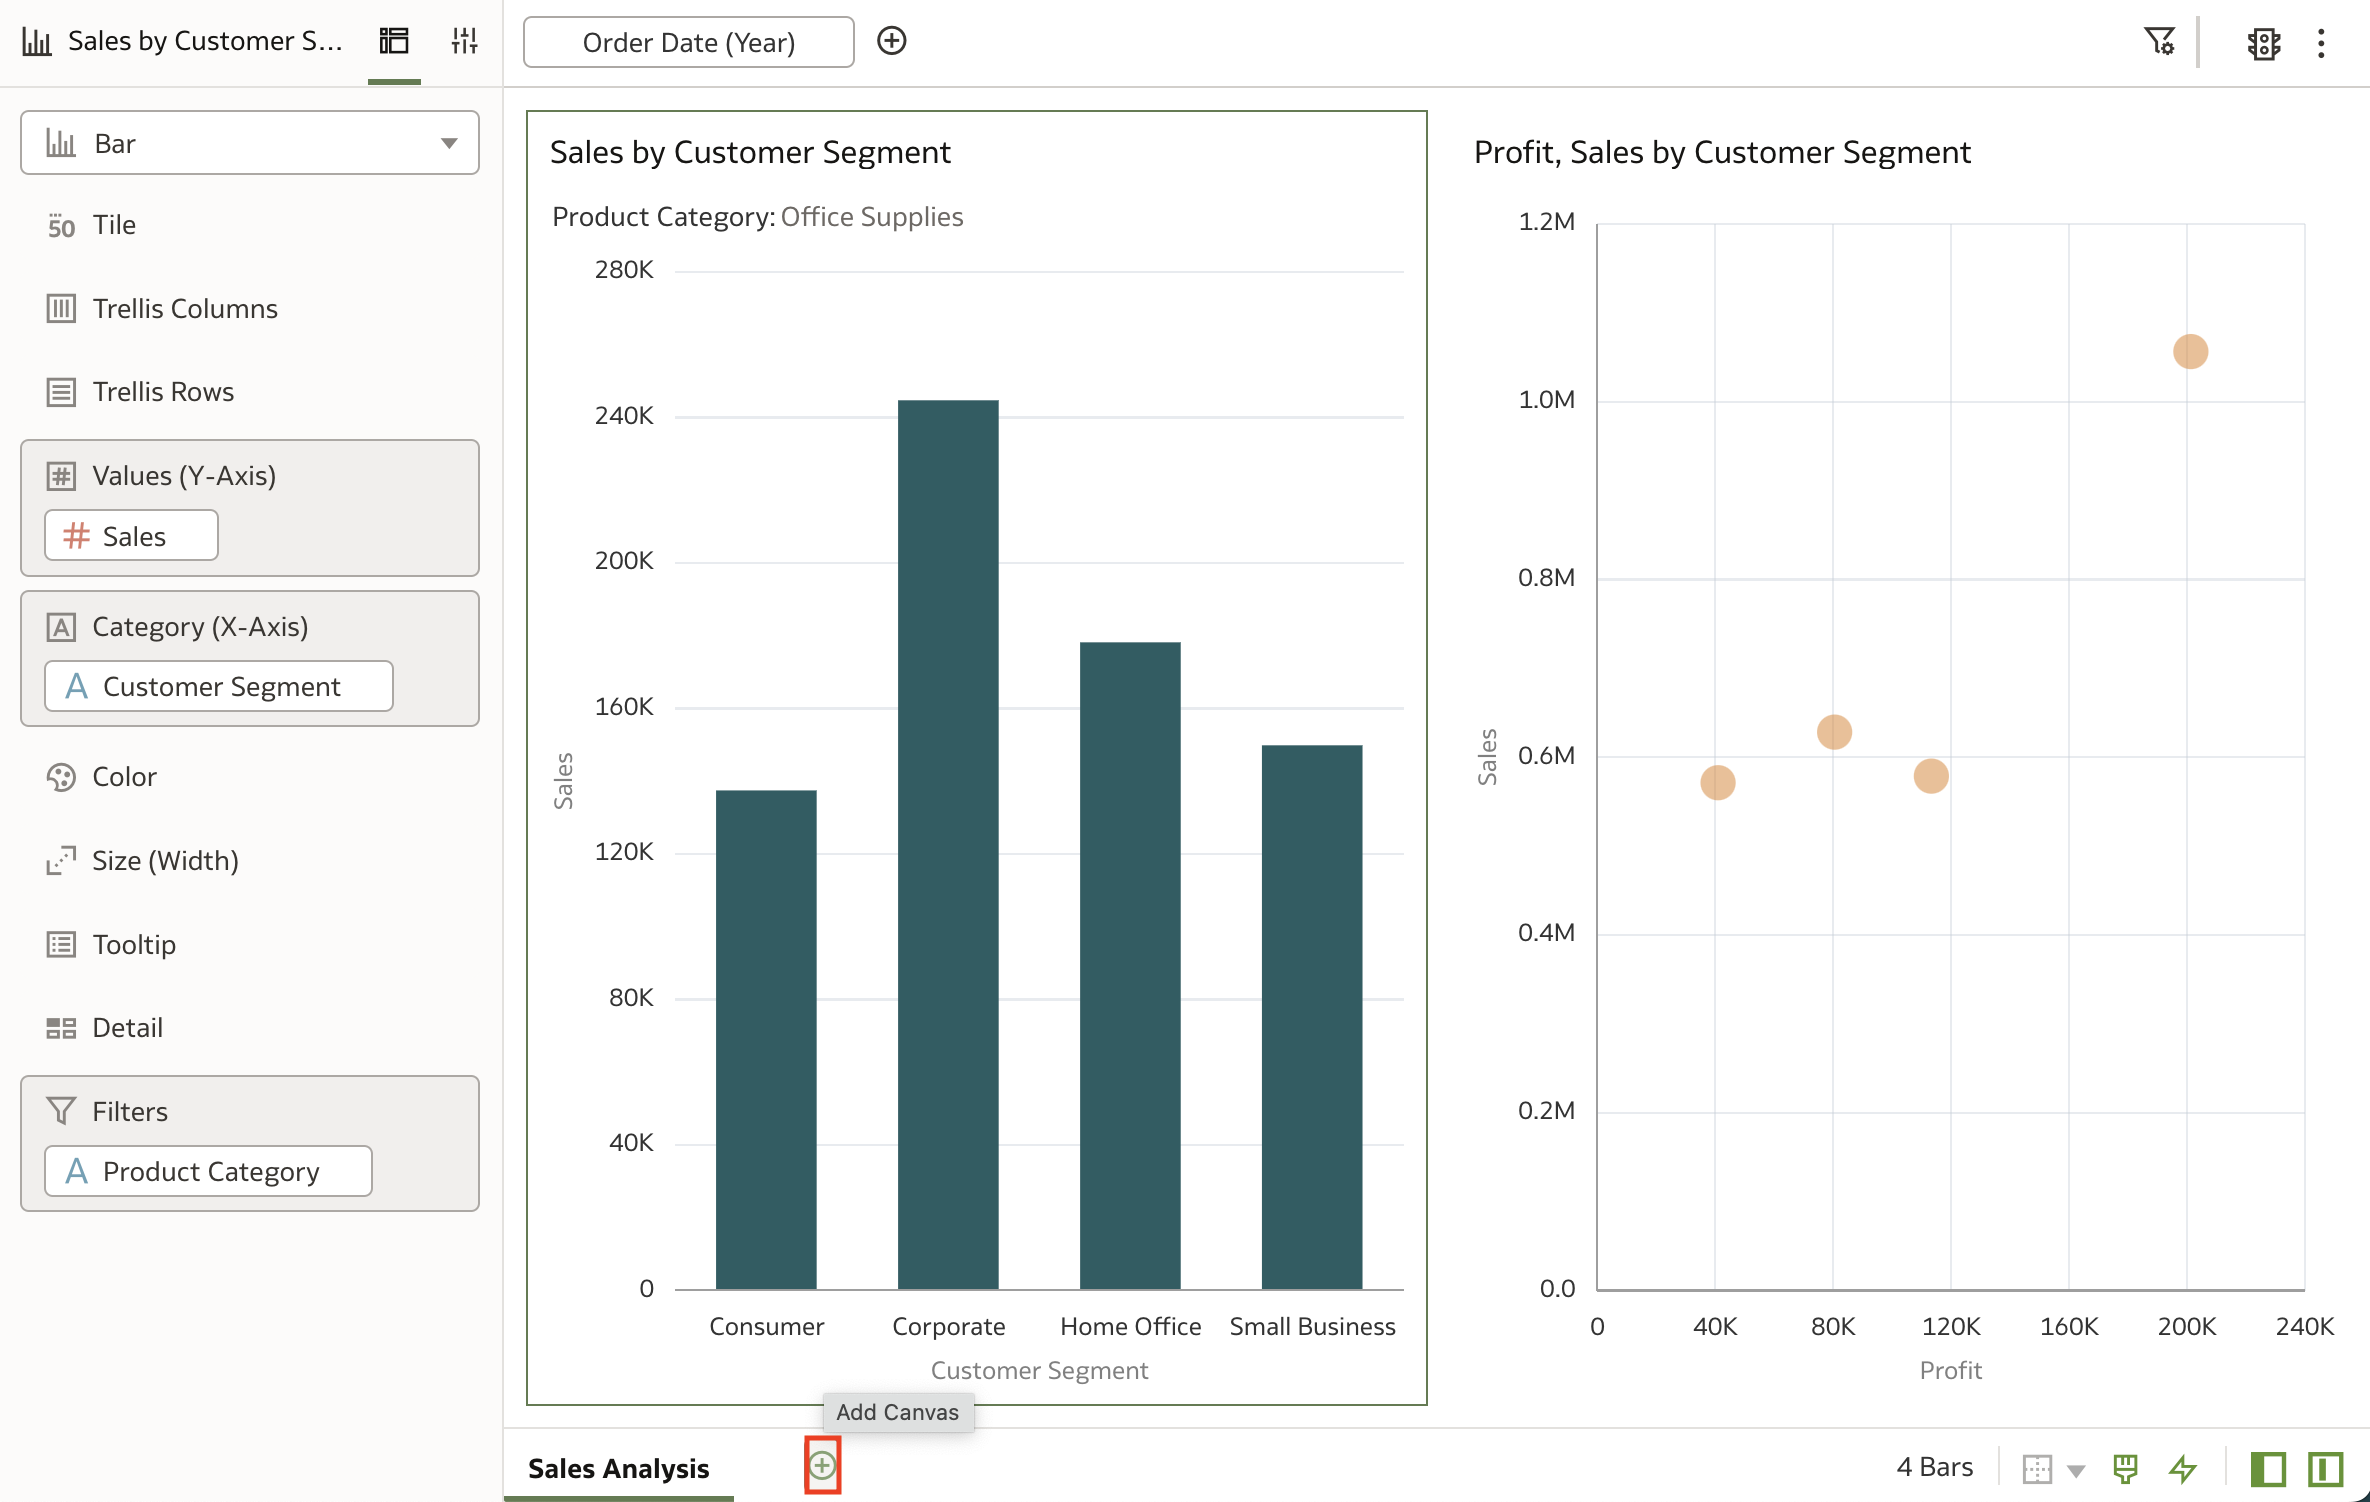 Sales by Customer S...
Order Date (Year)
Bar
50 Tile
Trellis Columns
Trellis Rows
Values (Y-Axis)
# Sales
A Category (X-Axis)
A Customer Segment
Color
Size (Width)
Tooltip
Detail
Filters
A Product Category
Sales by Customer Segment
Product Category: Office Supplies
280K
240K
200K
160K
120K
80K
40K
0
Sales
Consumer Corporate Home Office Small Business
Customer Segment
Profit, Sales by Customer Segment
1.2M
1.0M
0.8M
0.6M
0.4M
0.2M
0.0
Sales
0 40K 80K 120K 160K 200K 240K
Profit
Add Canvas
Sales Analysis
4 Bars